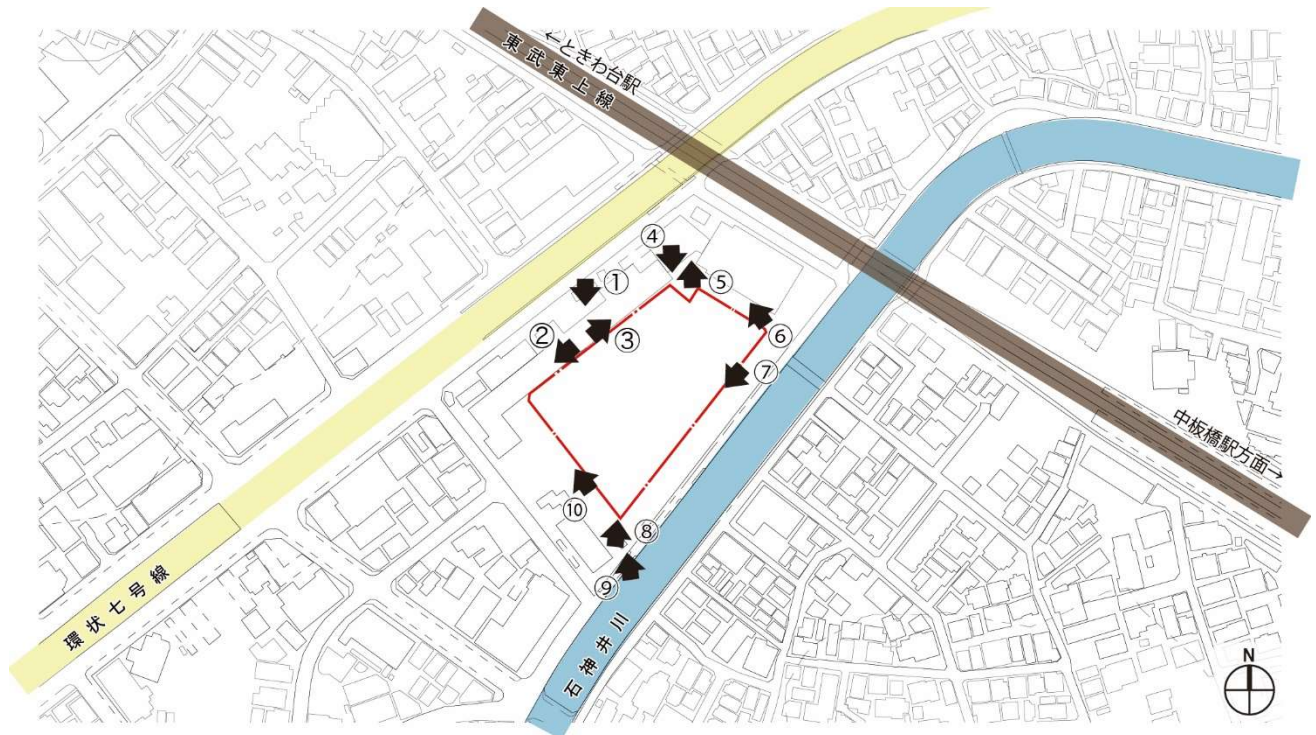 ←ときわ台駅
東武東上線
④
①
⑤
②
③
⑥
⑦
中板橋駅方面→
⑩
⑧
⑨
環状七号線
石神井川
N